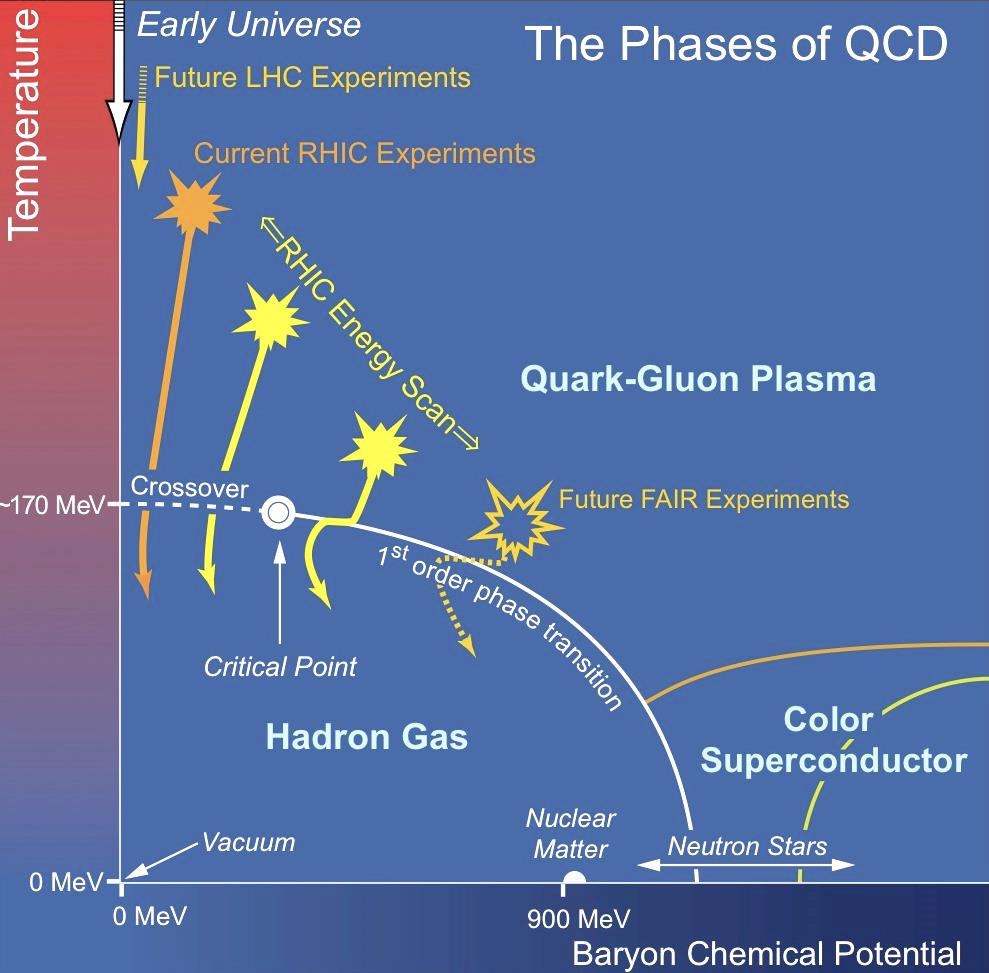 Temperature
Early Universe
The Phases of QCD
Future LHC Experiments
Current RHIC Experiments
RHIC Energy Scan
Quark-Gluon Plasma
Crossover
~170 MeV
Future FAIR Experiments
1st order phase transition
Critical Point
Hadron Gas
Color
Superconductor
Nuclear
Matter
Neutron Stars
Vacuum
0 MeV
0 MeV
900 MeV
Baryon Chemical Potential